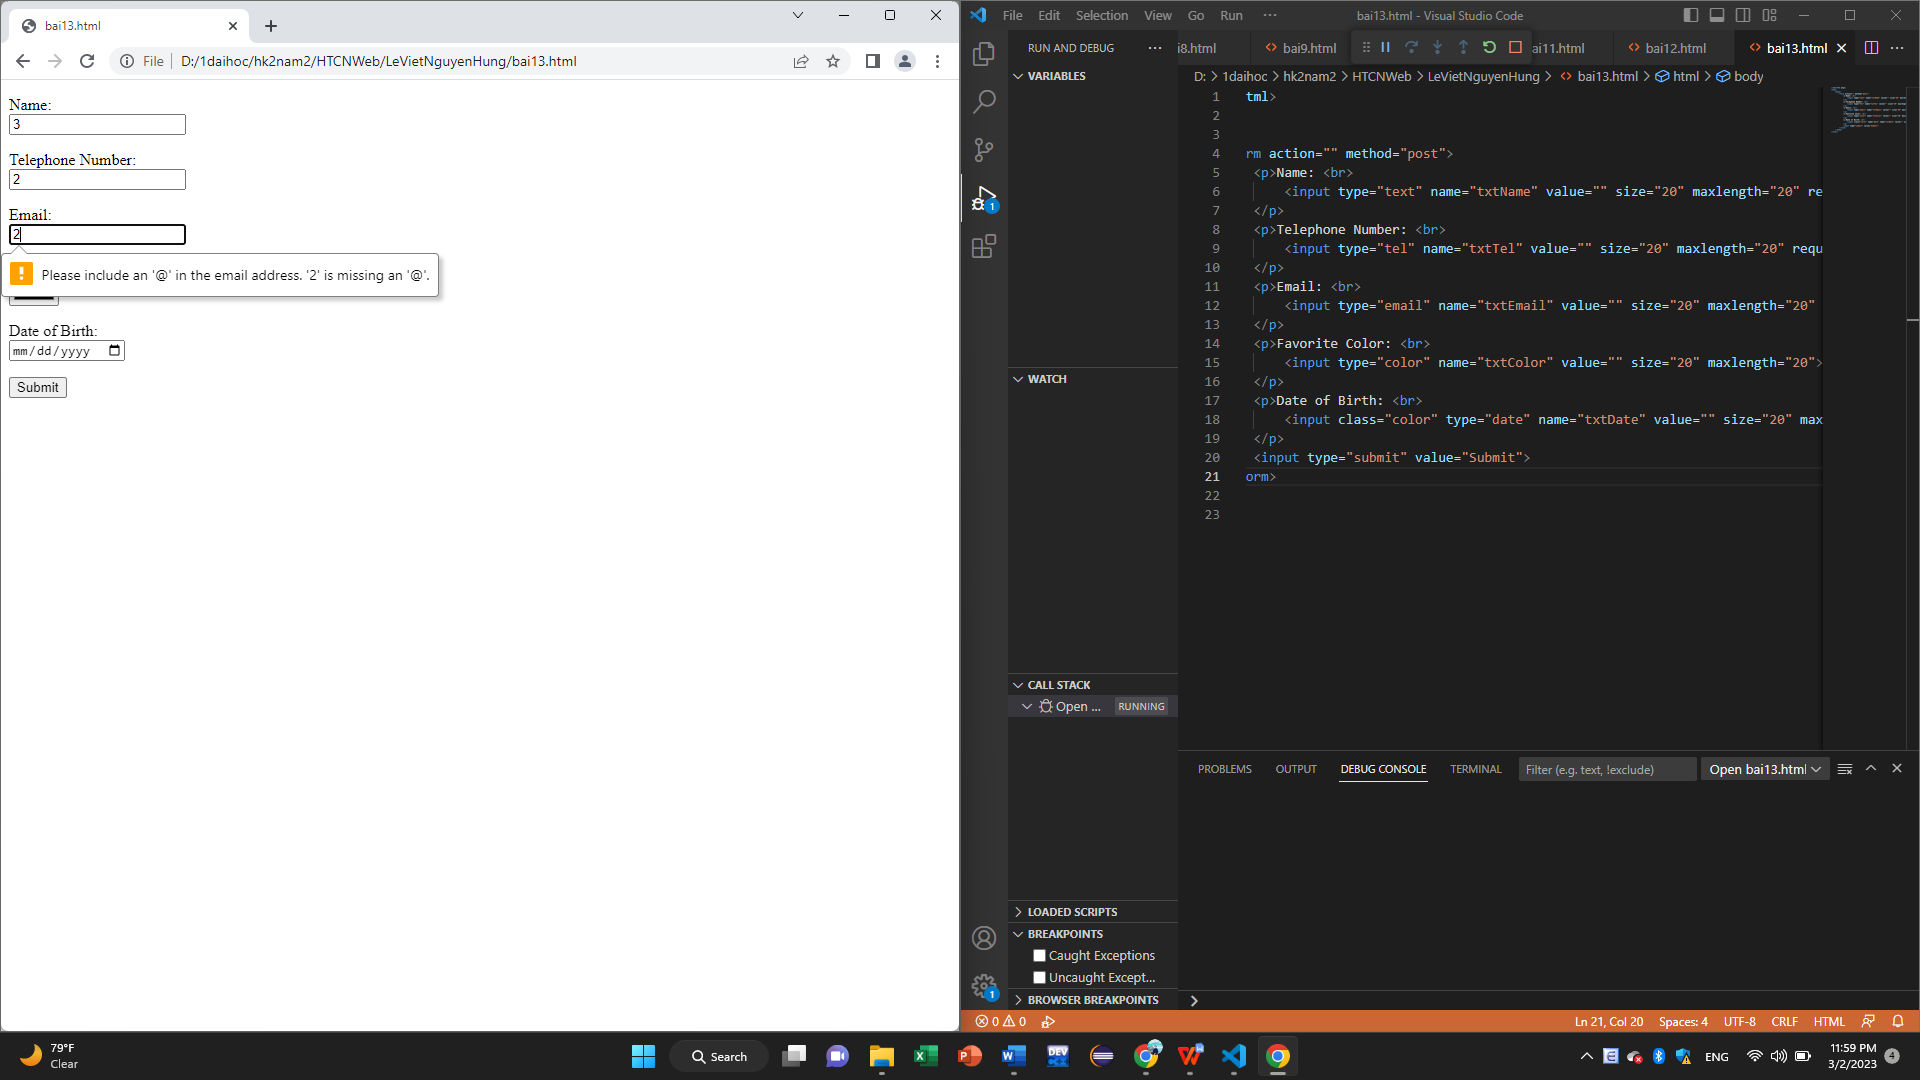 bai13.html
File
D:/1daihoc/hk2nam2/HTCNWeb/LeVietNguyenHung/bai13.html
Name:
3
Telephone Number:
2
Email:
2
Please include an '@' in the email address. '2' is missing an '@'.
Date of Birth:
mm/dd/yyyy
Submit
File Edit Selection View Go Run ···
bai13.html - Visual Studio Code
RUN AND DEBUG ···
i8.html
bai9.html
ai11.html
bai12.html
bai13.html
D: > 1daihoc > hk2nam2 > HTCNWeb > LeVietNguyenHung > bai13.html > html > body
VARIABLES
1 tml>
2
3
4 rm action="" method="post">
5 <p>Name: <br>
6 <input type="text" name="txtName" value="" size="20" maxlength="20" re
7 </p>
8 <p>Telephone Number: <br>
9 <input type="tel" name="txtTel" value="" size="20" maxlength="20" requ
10 </p>
11 <p>Email: <br>
12 <input type="email" name="txtEmail" value="" size="20" maxlength="20"
13 </p>
14 <p>Favorite Color: <br>
15 <input type="color" name="txtColor" value="" size="20" maxlength="20">
16 </p>
17 <p>Date of Birth: <br>
18 <input class="color" type="date" name="txtDate" value="" size="20" max
19 </p>
20 <input type="submit" value="Submit">
21 orm>
22
23
1
WATCH
CALL STACK
Open ... RUNNING
LOADED SCRIPTS
BREAKPOINTS
Caught Exceptions
Uncaught Except...
BROWSER BREAKPOINTS
1
PROBLEMS OUTPUT DEBUG CONSOLE TERMINAL
Filter (e.g. text, !exclude)
Open bai13.html
0 0
Ln 21, Col 20 Spaces: 4 UTF-8 CRLF HTML
79°F
Clear
Search
DEV
ENG
11:59 PM
3/2/2023
4